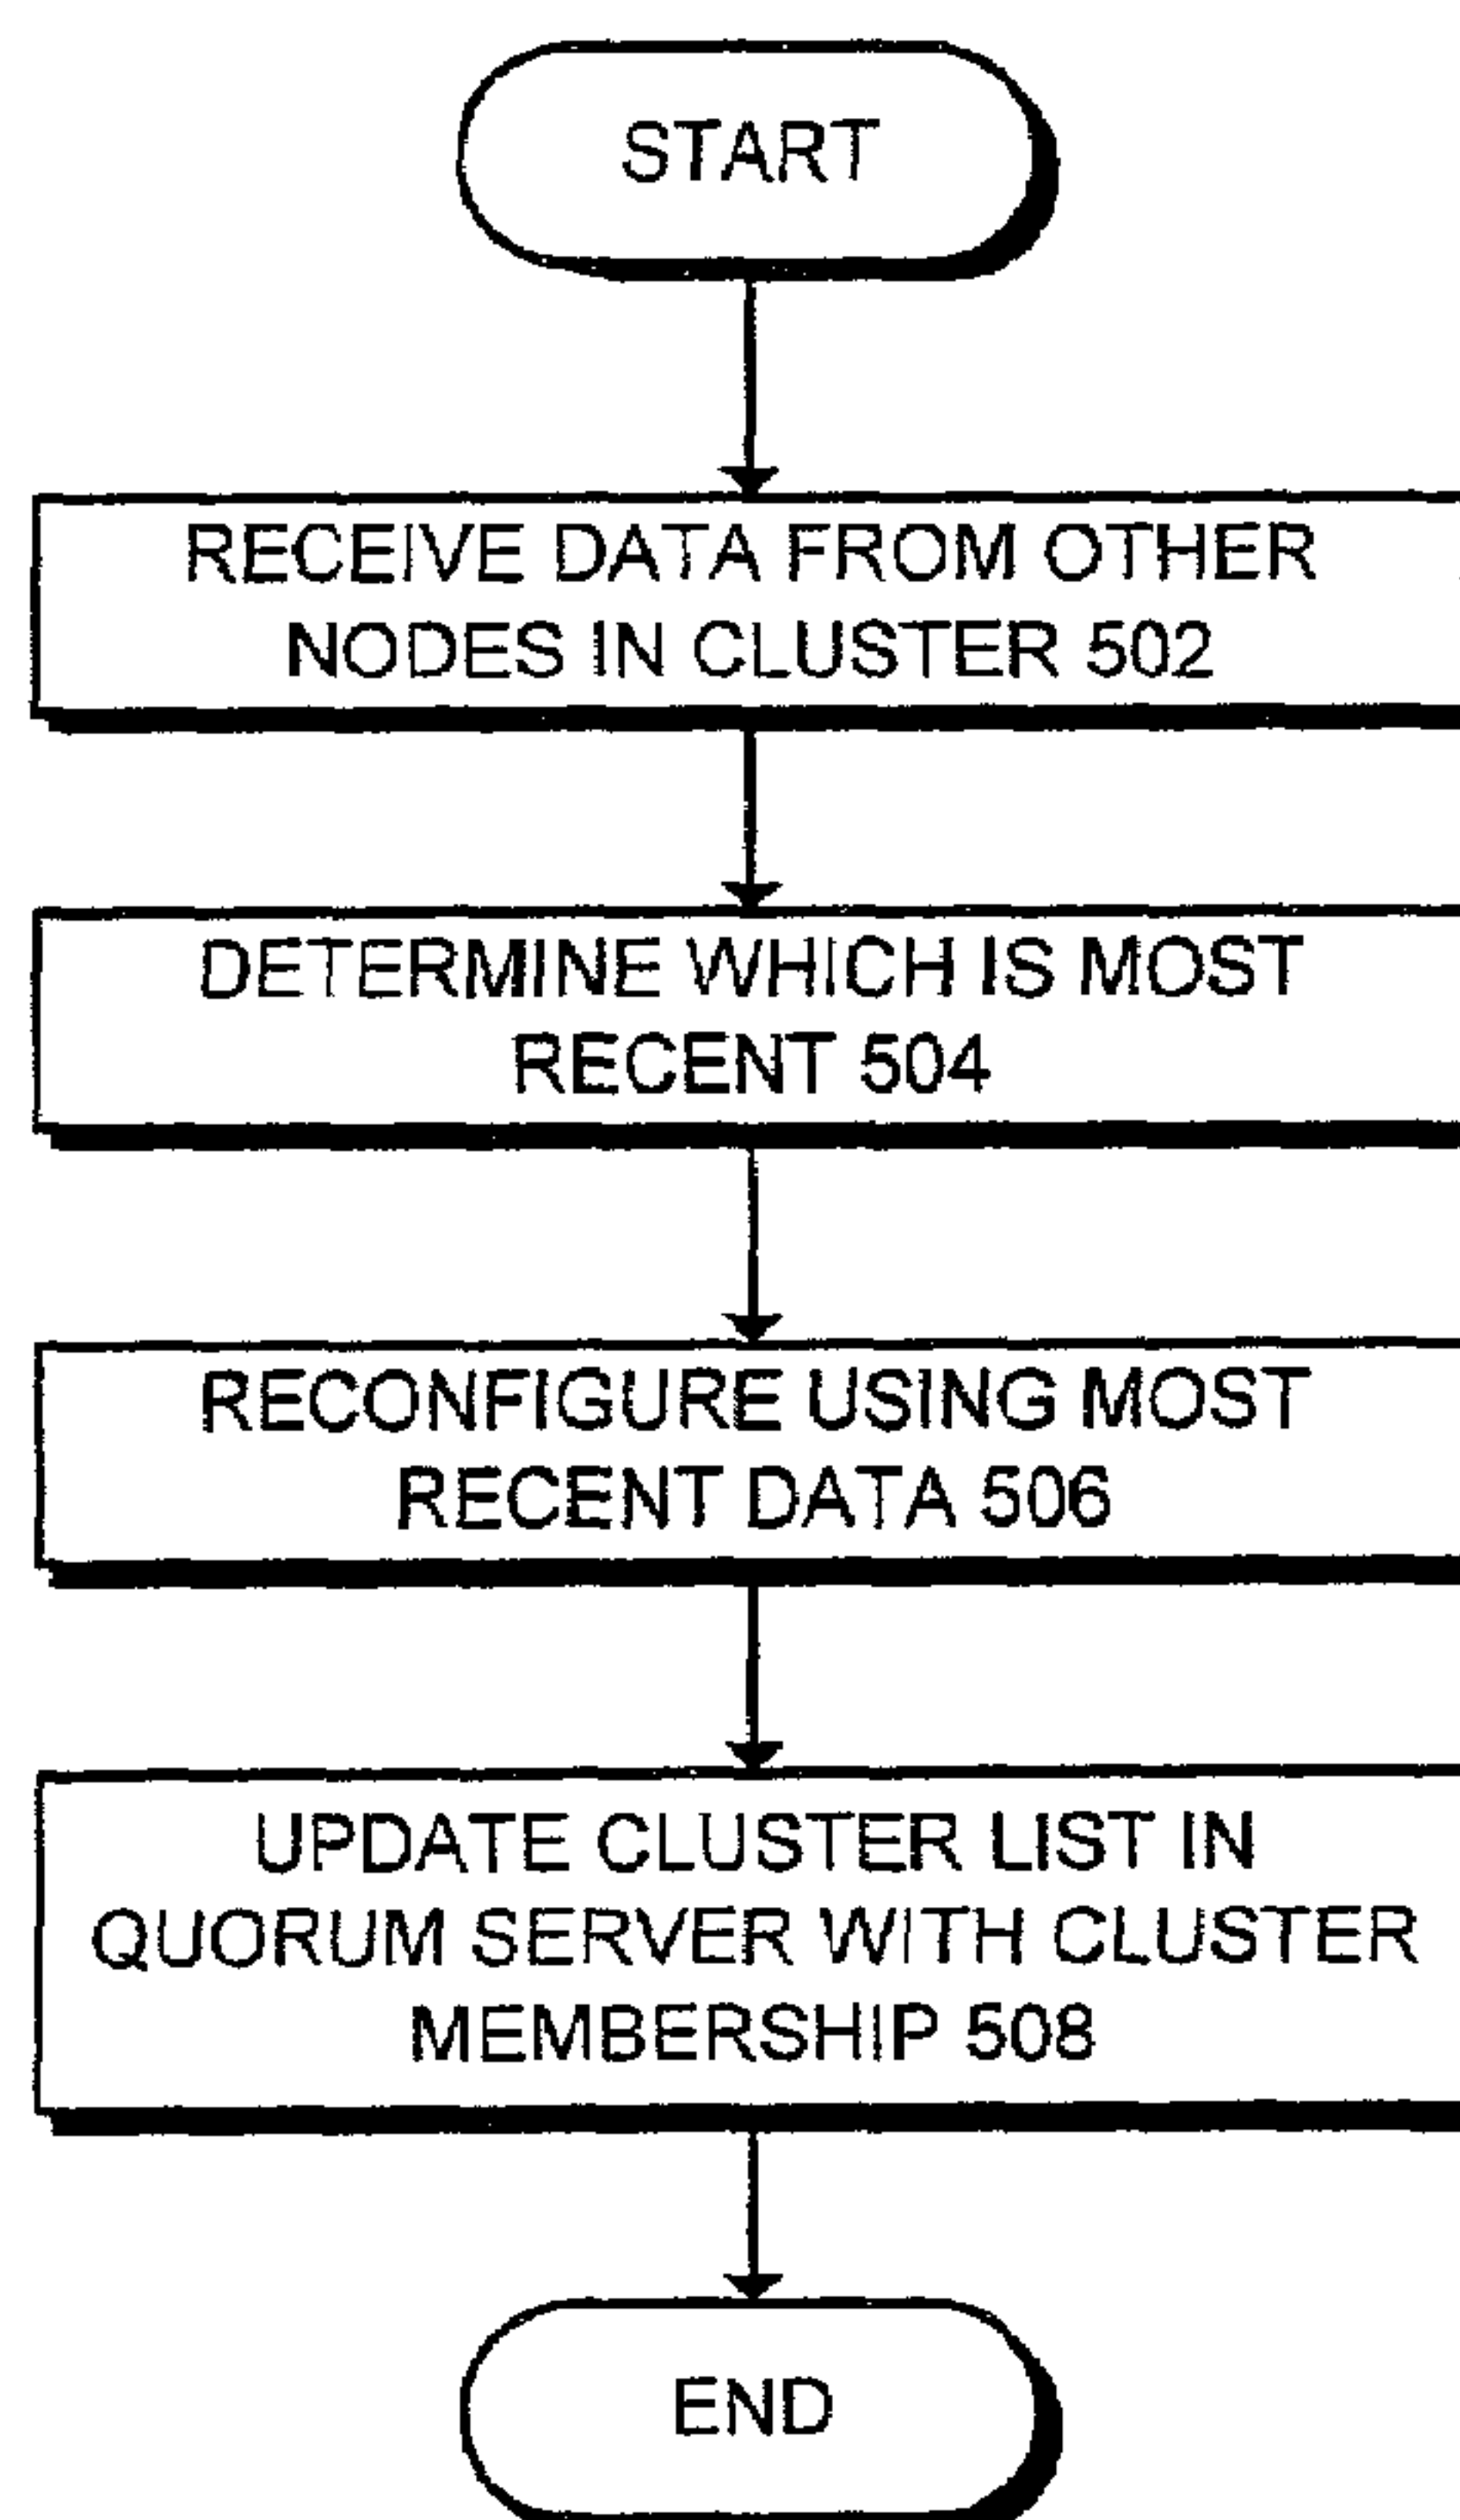 START
RECEIVE DATA FROM OTHER
NODES IN CLUSTER 502
DETERMINE WHICH IS MOST
RECENT 504
RECONFIGURE USING MOST
RECENT DATA 506
UPDATE CLUSTER LIST IN
QUORUM SERVER WITH CLUSTER
MEMBERSHIP 508
END